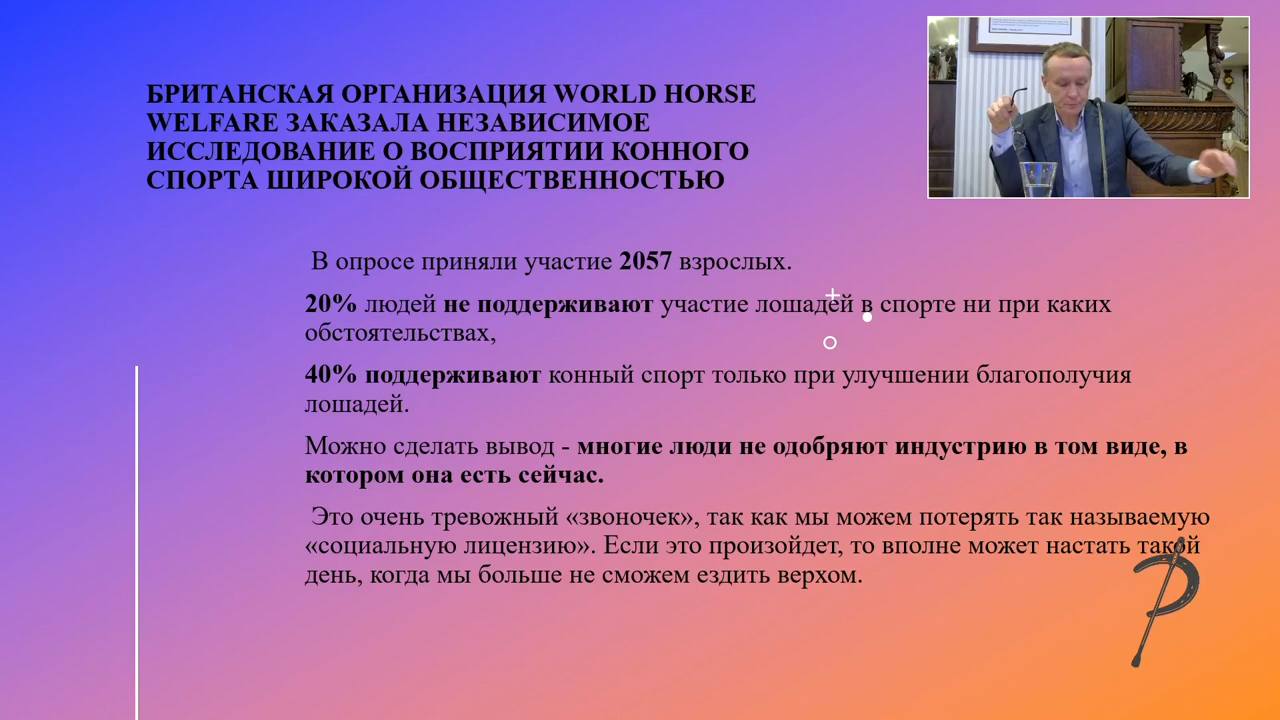 БРИТАНСКАЯ ОРГАНИЗАЦИЯ WORLD HORSE
WELFARE ЗАКАЗАЛА НЕЗАВИСИМОЕ
ИССЛЕДОВАНИЕ О ВОСПРИЯТИИ КОННОГО
СПОРТА ШИРОКОЙ ОБЩЕСТВЕННОСТЬЮ
В опросе приняли участие 2057 взрослых.
20% людей не поддерживают участие лошадей в спорте ни при каких
обстоятельствах,
40% поддерживают конный спорт только при улучшении благополучия
лошадей.
Можно сделать вывод - многие люди не одобряют индустрию в том виде, в
котором она есть сейчас.
Это очень тревожный «звоночек», так как мы можем потерять так называемую
«социальную лицензию». Если это произойдет, то вполне может настать такой
день, когда мы больше не сможем ездить верхом.